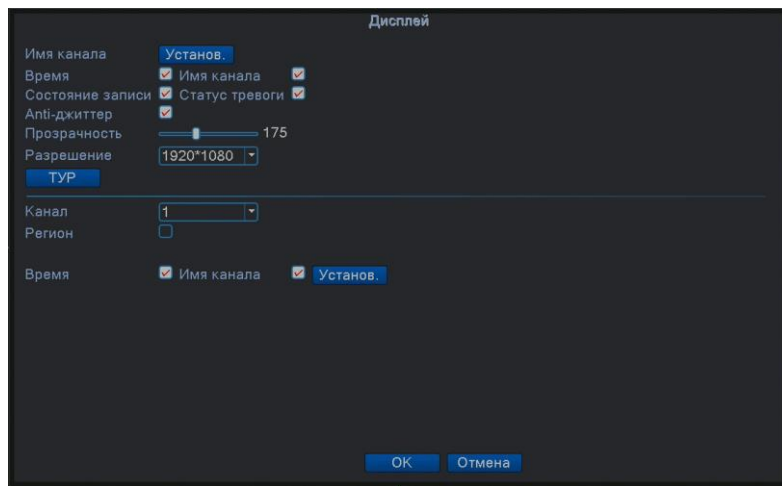 Дисплей
Имя канала Установ.
Время Имя канала
Состояние записи Статус тревоги
Anti-джиттер
Прозрачность 175
Разрешение 1920*1080
ТУР
Канал 1
Регион
Время Имя канала Установ.
OK Отмена